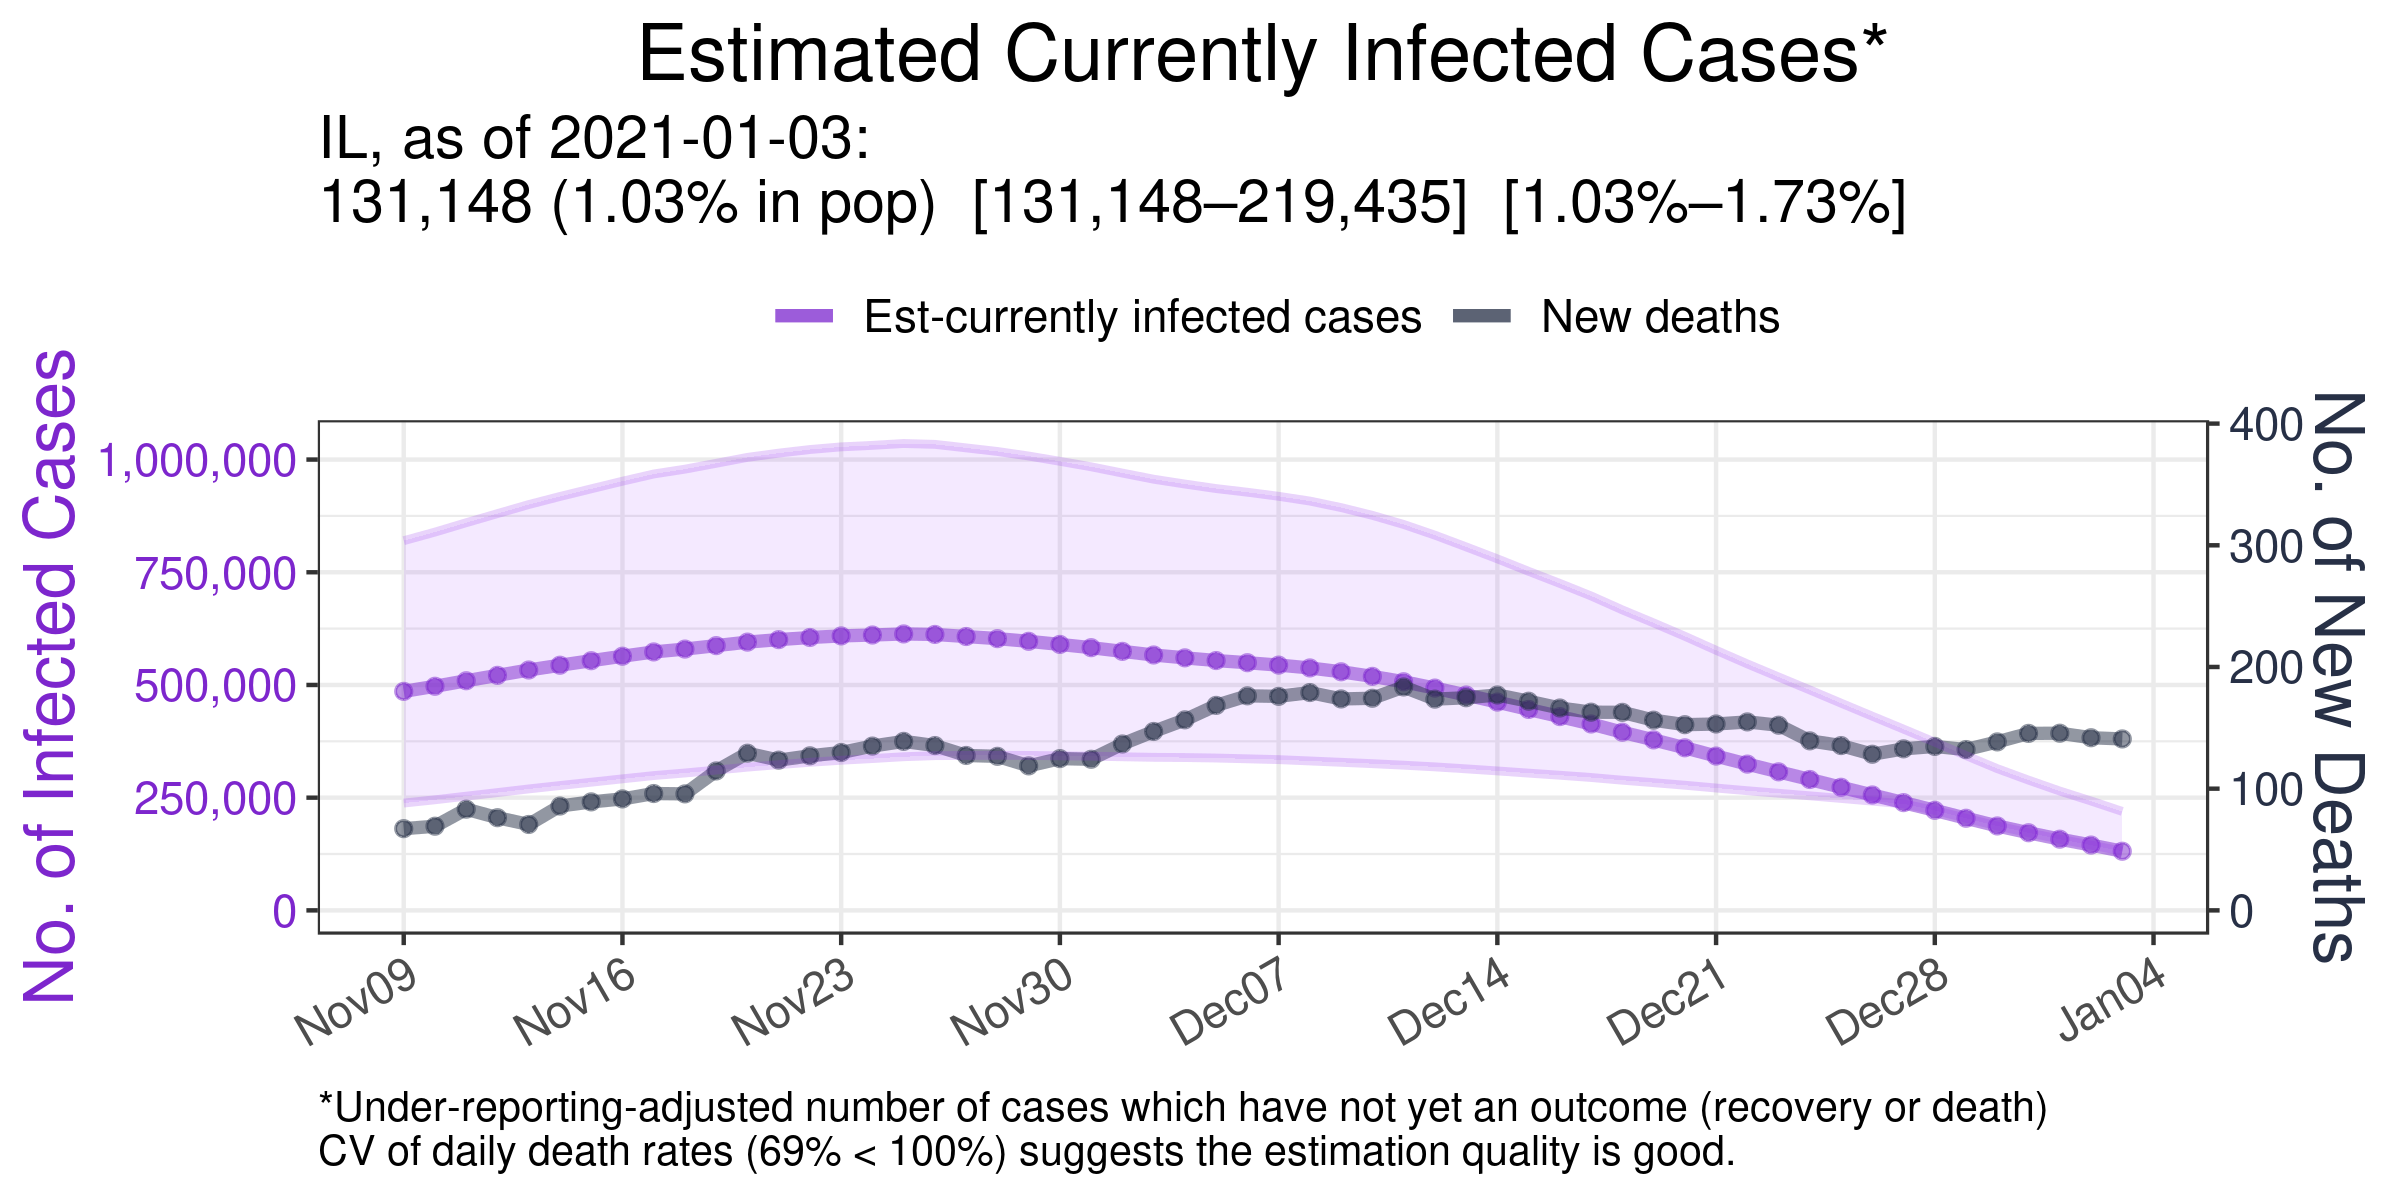 Estimated Currently Infected Cases*
IL, as of 2021-01-03:
131,148 (1.03% in pop)  [131,148–219,435]  [1.03%–1.73%]
Est-currently infected cases
New deaths
No. of Infected Cases
1,000,000
750,000
500,000
250,000
0
400
300
200
100
0
No. of New Deaths
Nov09
Nov16
Nov23
Nov30
Dec07
Dec14
Dec21
Dec28
Jan04
*Under-reporting-adjusted number of cases which have not yet an outcome (recovery or death)
CV of daily death rates (69% < 100%) suggests the estimation quality is good.